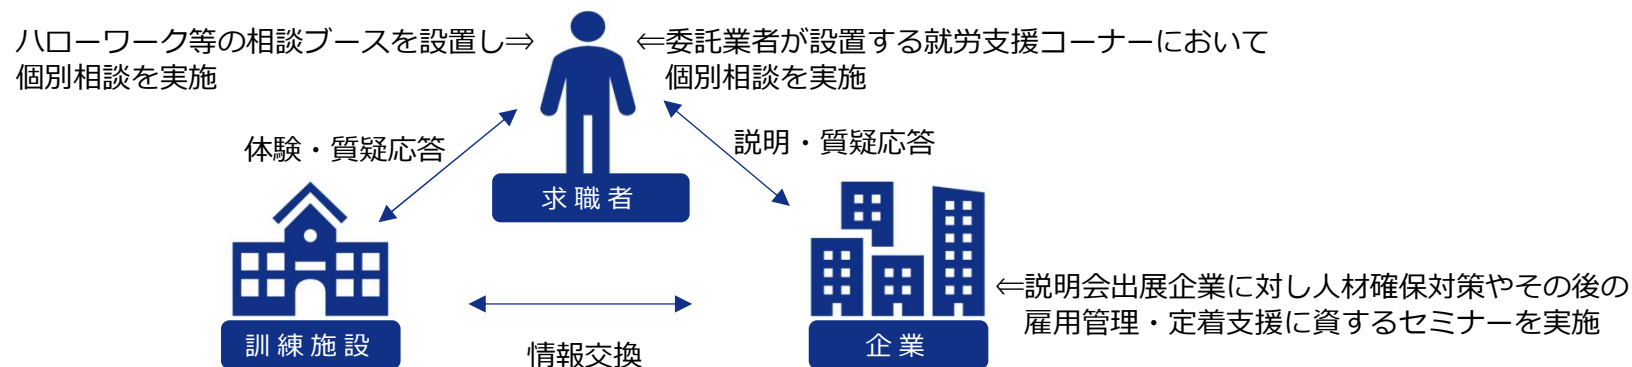 ハローワーク等の相談ブースを設置し⇒
個別相談を実施
⇐委託業者が設置する就労支援コーナーにおいて
個別相談を実施
体験・質疑応答
説明・質疑応答
求職者
訓練施設
情報交換
企業
⇐説明会出展企業に対し人材確保対策やその後の
雇用管理・定着支援に資するセミナーを実施